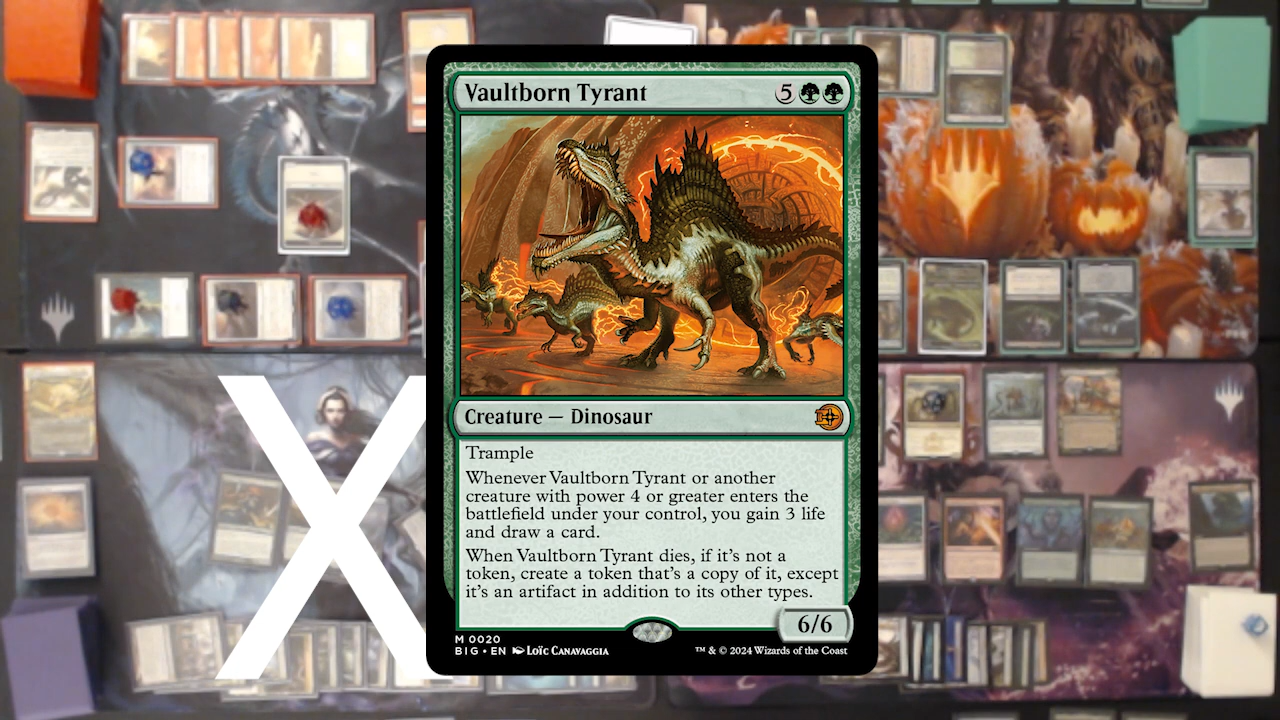 Vaultborn Tyrant 5
X
Creature — Dinosaur
Trample
Whenever Vaultborn Tyrant or another
creature with power 4 or greater enters the
battlefield under your control, you gain 3 life
and draw a card.
When Vaultborn Tyrant dies, if it's not a
token, create a token that's a copy of it, except
it's an artifact in addition to its other types.
6/6
M 0020
BIG • EN Loïc Canavaggia
™ & © 2024 Wizards of the Coast